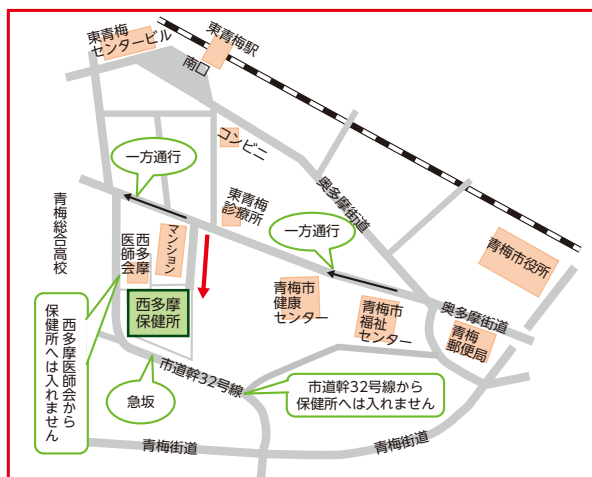 東青梅
センタービル
東青梅駅
南口
コンビニ
一方通行
東青梅
診療所
奥多摩街道
一方通行
青梅総合高校
西多摩
医師会
マンション
青梅市役所
西多摩
保健所
青梅市
健康
センター
青梅市
福祉
センター
奥多摩街道
青梅
郵便局
西多摩医師会から
保健所へは入れません
市道幹32号線
急坂
市道幹32号線から
保健所へは入れません
青梅街道
青梅街道